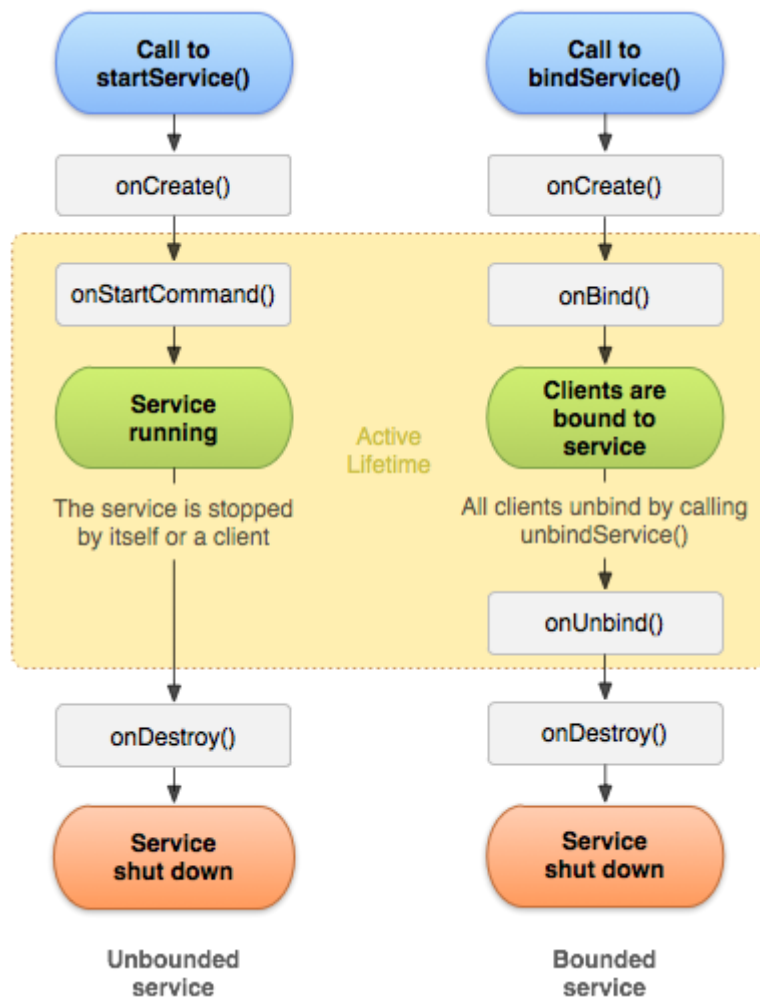 Call to
startService()
onCreate()
onStartCommand()
Service
running
The service is stopped
by itself or a client
onDestroy()
Service
shut down
Unbounded
service
Active
Lifetime
Call to
bindService()
onCreate()
onBind()
Clients are
bound to
service
All clients unbind by calling
unbindService()
onUnbind()
onDestroy()
Service
shut down
Bounded
service